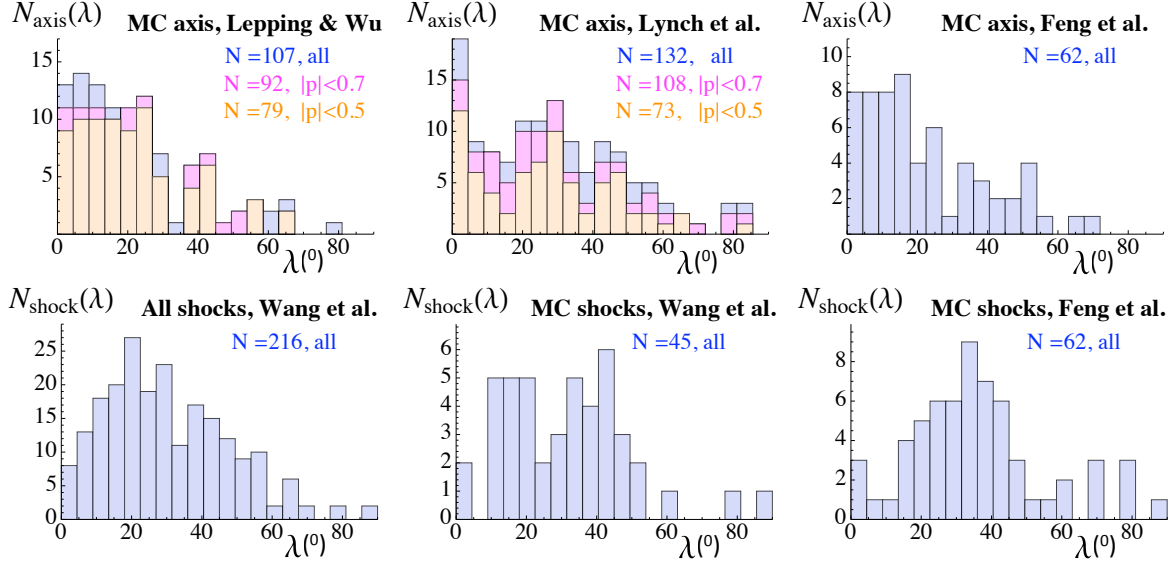 N_axis(λ) MC axis, Lepping & Wu
N =107, all
N =92, |p|<0.7
N =79, |p|<0.5
15
10
5
0 20 40 60 80
λ(⁰)
N_axis(λ) MC axis, Lynch et al.
N =132, all
N =108, |p|<0.7
N =73, |p|<0.5
15
10
5
0 20 40 60 80
λ(⁰)
N_axis(λ) MC axis, Feng et al.
N =62, all
8
6
4
2
0
0 20 40 60 80
λ(⁰)
N_shock(λ) All shocks, Wang et al.
N =216, all
25
20
15
10
5
0
0 20 40 60 80
λ(⁰)
N_shock(λ) MC shocks, Wang et al.
N =45, all
6
5
4
3
2
1
0
0 20 40 60 80
λ(⁰)
N_shock(λ) MC shocks, Feng et al.
N =62, all
8
6
4
2
0
0 20 40 60 80
λ(⁰)